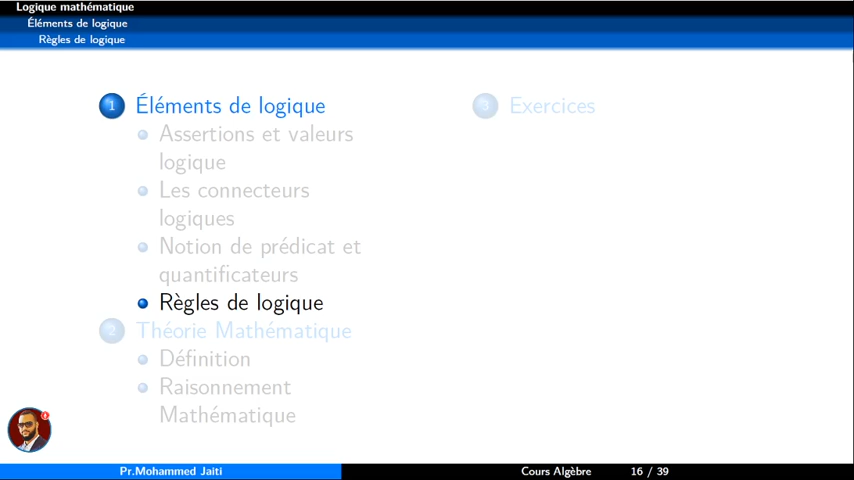 Logique mathématique
Éléments de logique
Règles de logique
1 Éléments de logique
Assertions et valeurs
logique
Les connecteurs
logiques
Notion de prédicat et
quantificateurs
Règles de logique
2 Théorie Mathématique
Définition
Raisonnement
Mathématique
3 Exercices
Pr.Mohammed Jaiti
Cours Algèbre
16 / 39